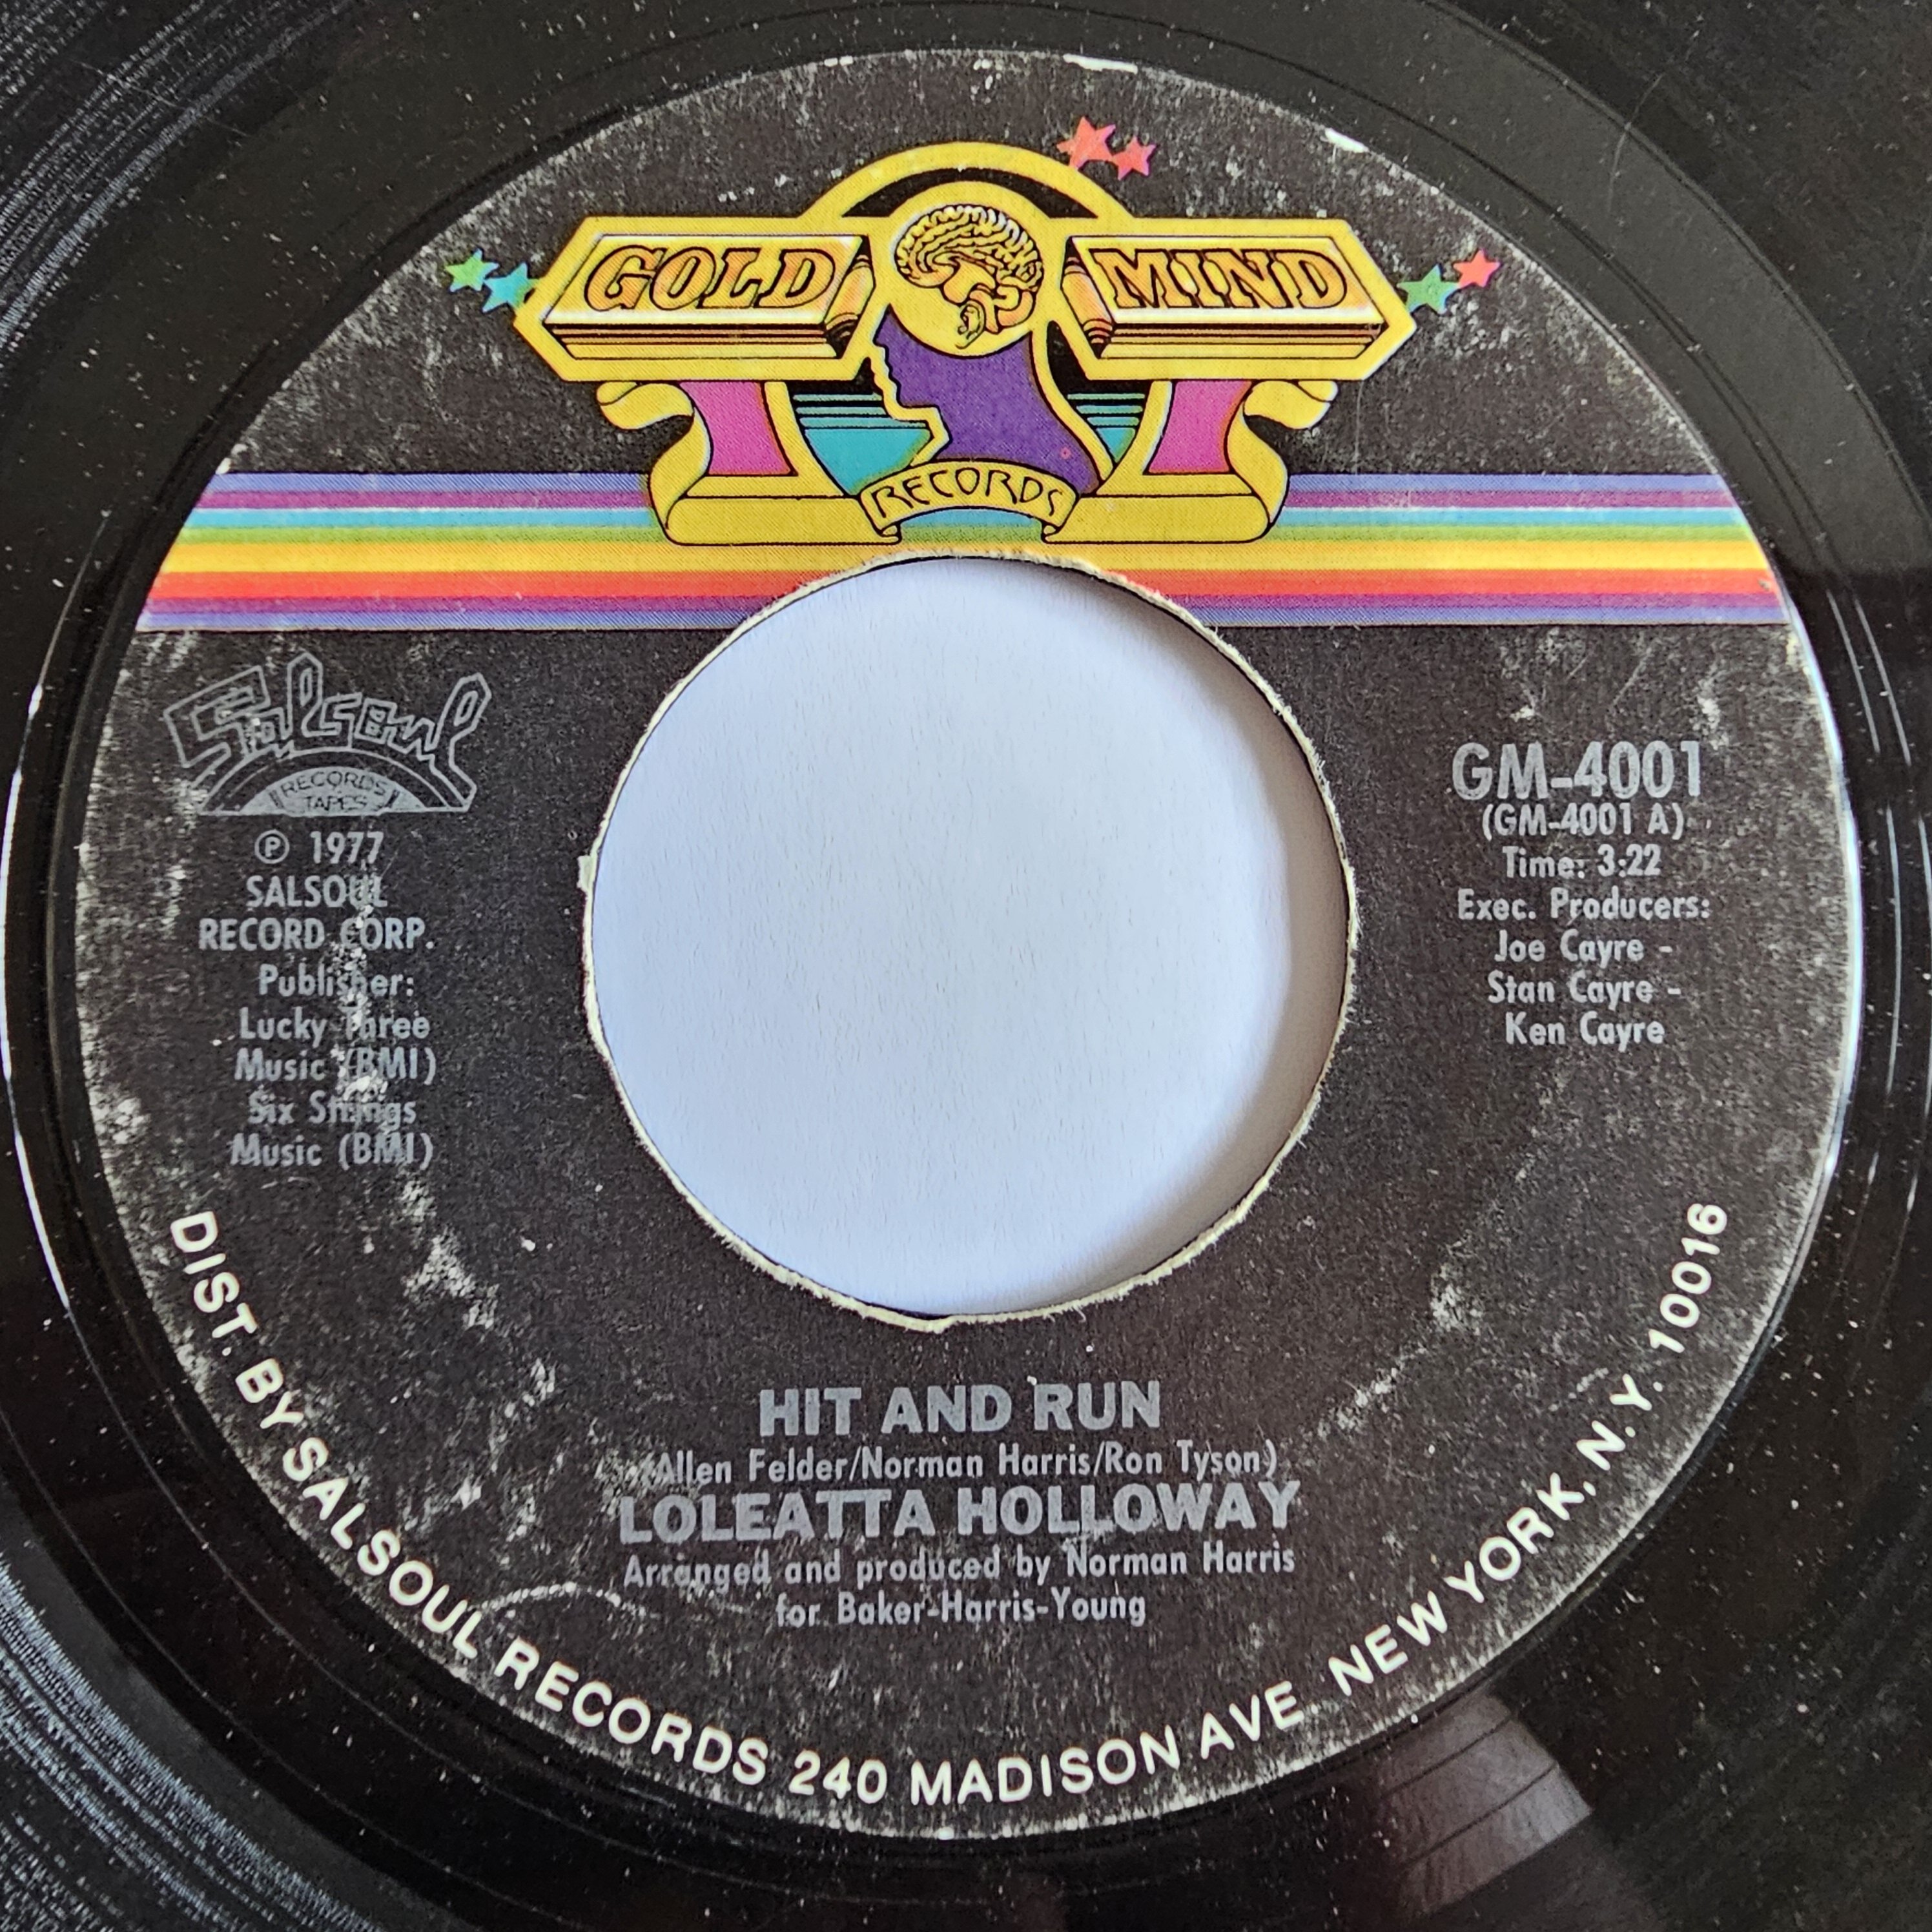 GOLD MIND
RECORDS
Salsoul
RECORDS
TAPES
℗ 1977
SALSOUL
RECORD CORP.
Publisher:
Lucky Three
Music (BMI)
Six Strings
Music (BMI)
GM-4001
(GM-4001 A)
Time: 3:22
Exec. Producers:
Joe Cayre -
Stan Cayre -
Ken Cayre
HIT AND RUN
(Allen Felder/Norman Harris/Ron Tyson)
LOLEATTA HOLLOWAY
Arranged and produced by Norman Harris
for Baker-Harris-Young
DIST. BY SALSOUL RECORDS 240 MADISON AVE. NEW YORK, N.Y. 10016